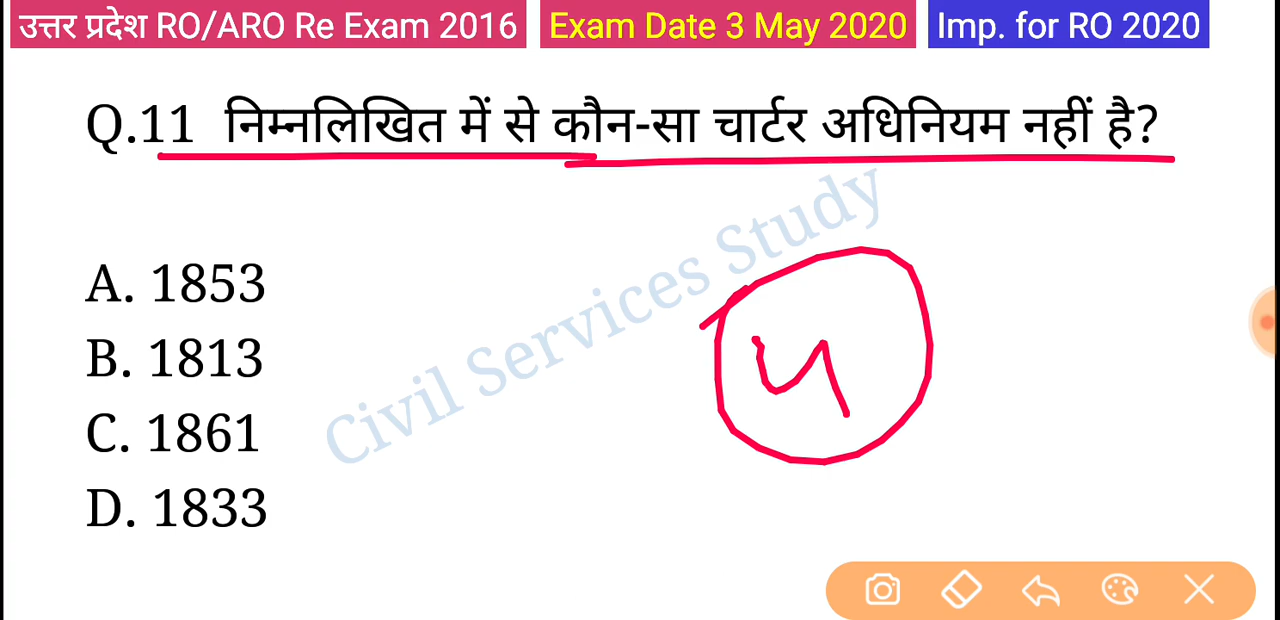 उत्तर प्रदेश RO/ARO Re Exam 2016 Exam Date 3 May 2020 Imp. for RO 2020
Q.11 निम्नलिखित में से कौन-सा चार्टर अधिनियम नहीं है?
Civil Services Study
A. 1853
B. 1813
C. 1861
D. 1833